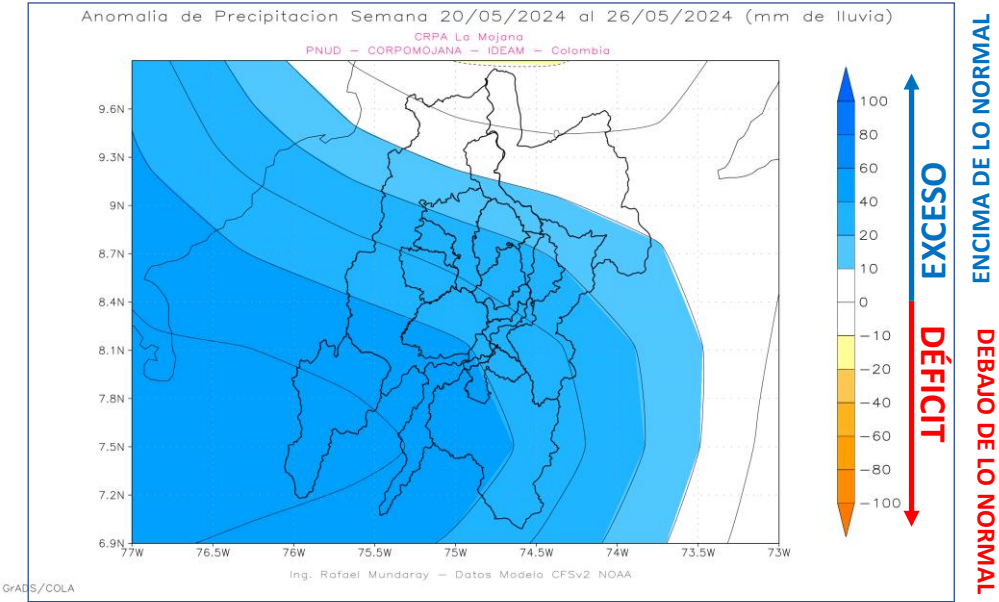 Anomalia de Precipitacion Semana 20/05/2024 al 26/05/2024 (mm de lluvia)
CRPA La Mojana
PNUD – CORPOMOJANA – IDEAM – Colombia
9.6N
9.3N
9N
8.7N
8.4N
8.1N
7.8N
7.5N
7.2N
6.9N
77W
76.5W
76W
75.5W
75W
74.5W
74W
73.5W
73W
0
100
80
60
40
20
10
0
−10
−20
−40
−60
−80
−100
EXCESO
DÉFICIT
ENCIMA DE LO NORMAL
DEBAJO DE LO NORMAL
Ing. Rafael Mundaray – Datos Modelo CFSv2 NOAA
GrADS/COLA